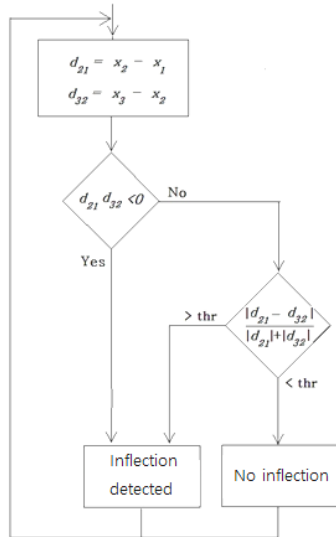 d₂₁ = x₂ - x₁
d₃₂ = x₃ - x₂
d₂₁ d₃₂ <0
No
Yes
|d₂₁ - d₃₂|
|d₂₁|+|d₃₂|
> thr
< thr
Inflection
detected
No inflection